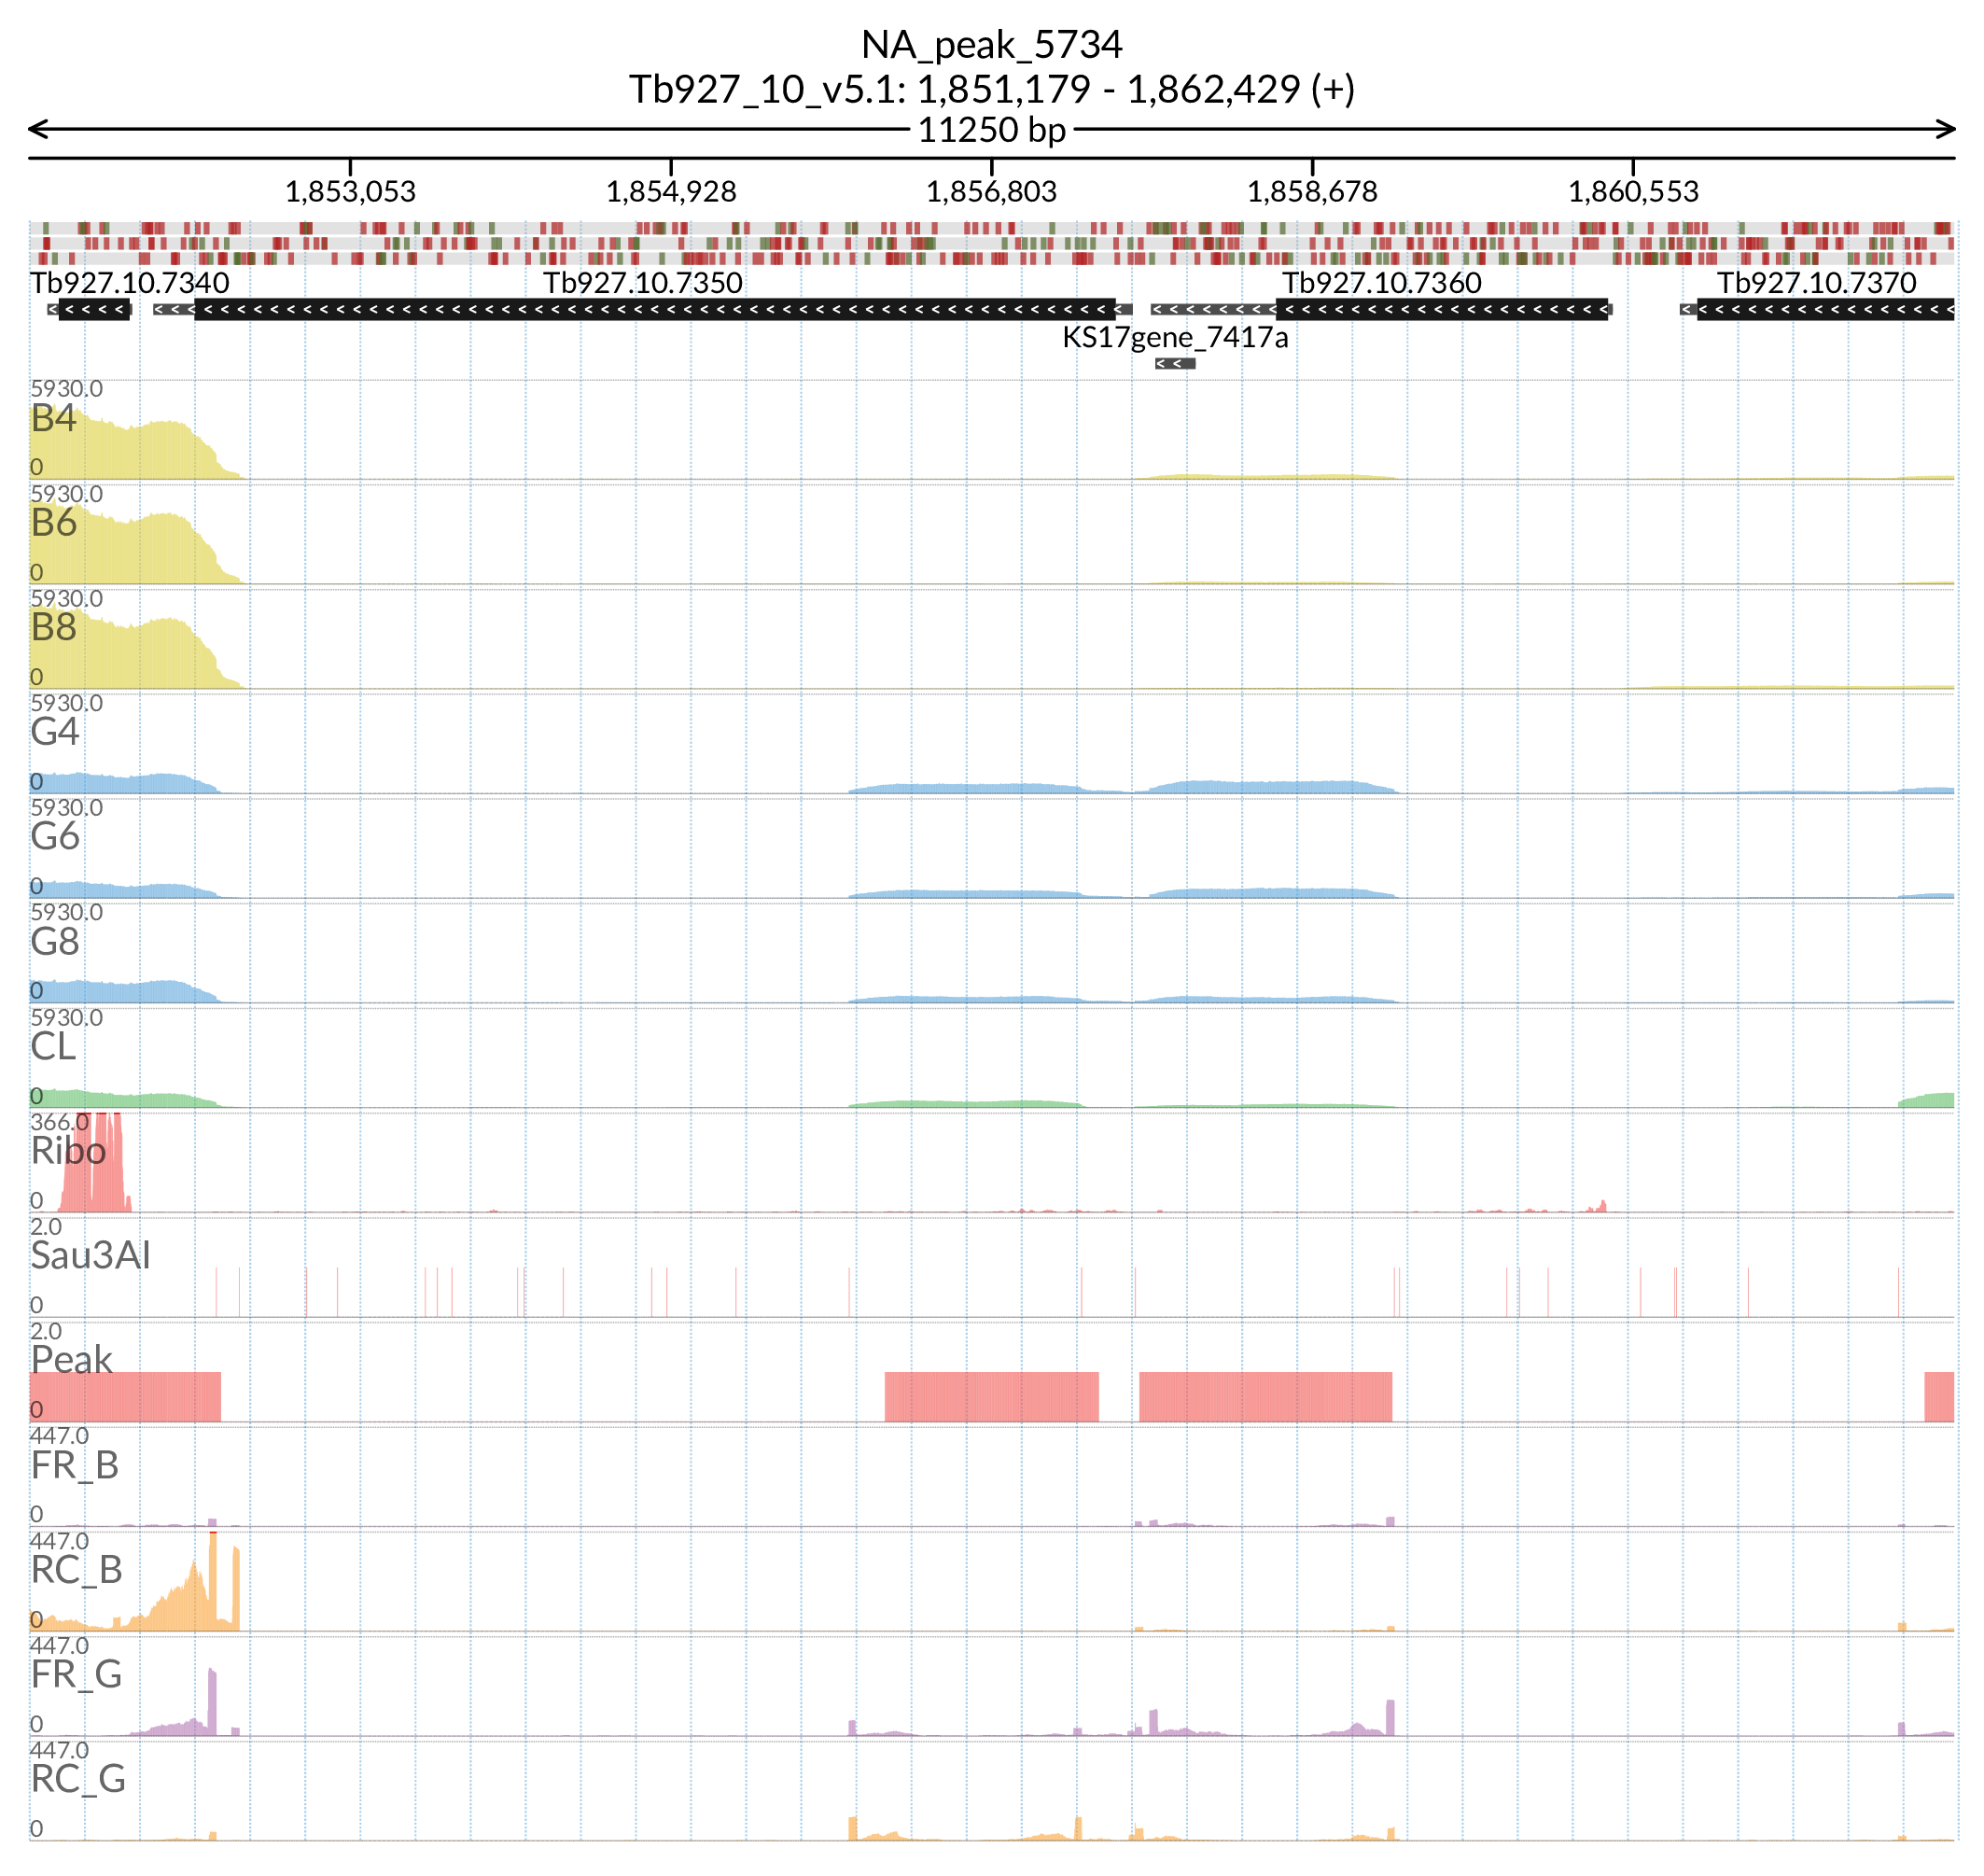 NA_peak_5734
Tb927_10_v5.1: 1,851,179 - 1,862,429 (+)
11250 bp
1,853,053 1,854,928 1,856,803 1,858,678 1,860,553
Tb927.10.7340 Tb927.10.7350 Tb927.10.7360 Tb927.10.7370
KS17gene_7417a
5930.0
B4
0
5930.0
B6
0
5930.0
B8
0
5930.0
G4
0
5930.0
G6
0
5930.0
G8
0
5930.0
CL
0
366.0
Ribo
0
2.0
Sau3AI
0
2.0
Peak
0
447.0
FR_B
0
447.0
RC_B
0
447.0
FR_G
0
447.0
RC_G
0